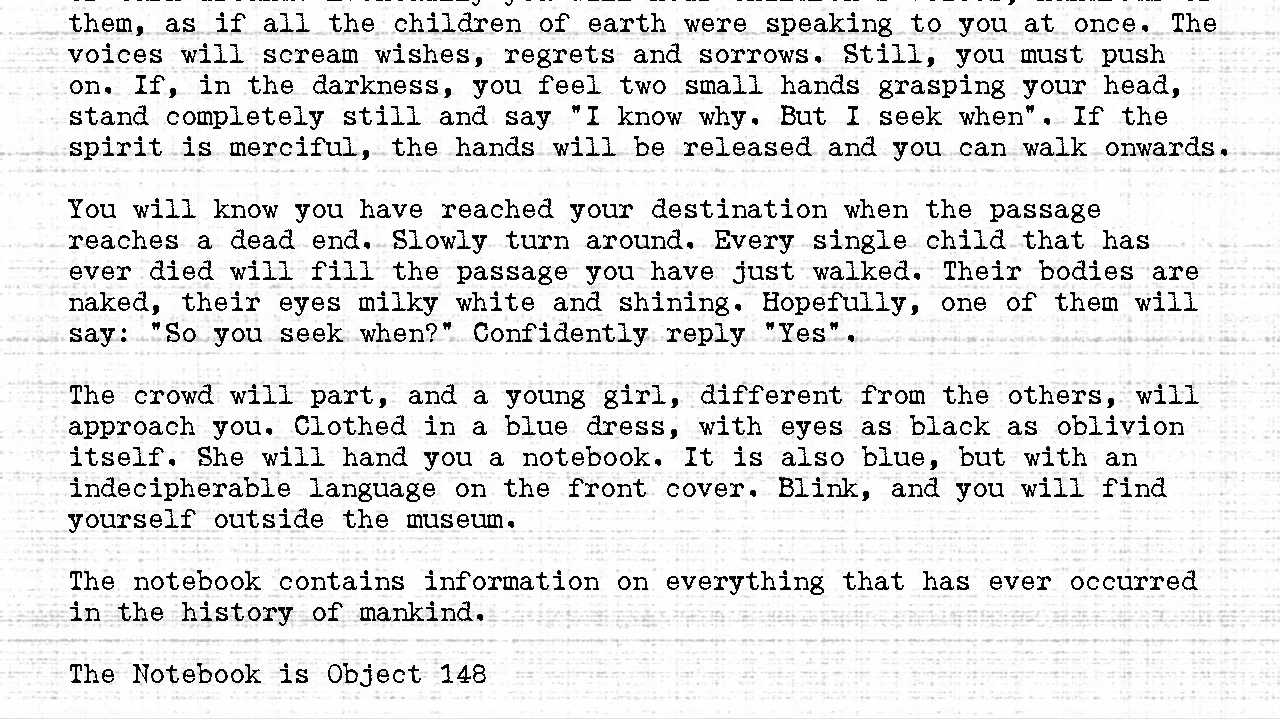 them, as if all the children of earth were speaking to you at once. The
voices will scream wishes, regrets and sorrows. Still, you must push
on. If, in the darkness, you feel two small hands grasping your head,
stand completely still and say "I know why. But I seek when". If the
spirit is merciful, the hands will be released and you can walk onwards.
You will know you have reached your destination when the passage
reaches a dead end. Slowly turn around. Every single child that has
ever died will fill the passage you have just walked. Their bodies are
naked, their eyes milky white and shining. Hopefully, one of them will
say: "So you seek when?" Confidently reply "Yes".
The crowd will part, and a young girl, different from the others, will
approach you. Clothed in a blue dress, with eyes as black as oblivion
itself. She will hand you a notebook. It is also blue, but with an
indecipherable language on the front cover. Blink, and you will find
yourself outside the museum.
The notebook contains information on everything that has ever occurred
in the history of mankind.
The Notebook is Object 148